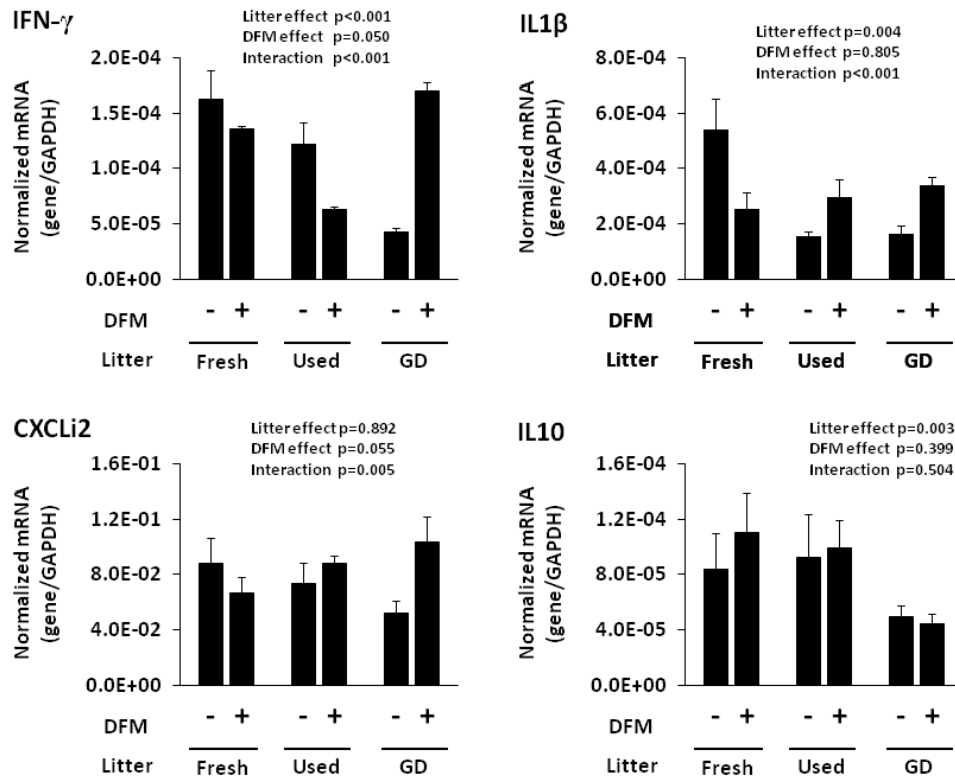 IFN-γ
Litter effect p<0.001
DFM effect p=0.050
Interaction p<0.001
Normalized mRNA
(gene/GAPDH)
2.0E-04
1.5E-04
1.0E-04
5.0E-05
0.0E+00
DFM - + - + - +
Litter Fresh Used GD
IL1β
Litter effect p=0.004
DFM effect p=0.805
Interaction p<0.001
Normalized mRNA
(gene/GAPDH)
8.0E-04
6.0E-04
4.0E-04
2.0E-04
0.0E+00
DFM - + - + - +
Litter Fresh Used GD
CXCLi2
Litter effect p=0.892
DFM effect p=0.055
Interaction p=0.005
Normalized mRNA
(gene/GAPDH)
1.6E-01
1.2E-01
8.0E-02
4.0E-02
0.0E+00
DFM - + - + - +
Litter Fresh Used GD
IL10
Litter effect p=0.003
DFM effect p=0.399
Interaction p=0.504
Normalized mRNA
(gene/GAPDH)
1.6E-04
1.2E-04
8.0E-05
4.0E-05
0.0E+00
DFM - + - + - +
Litter Fresh Used GD